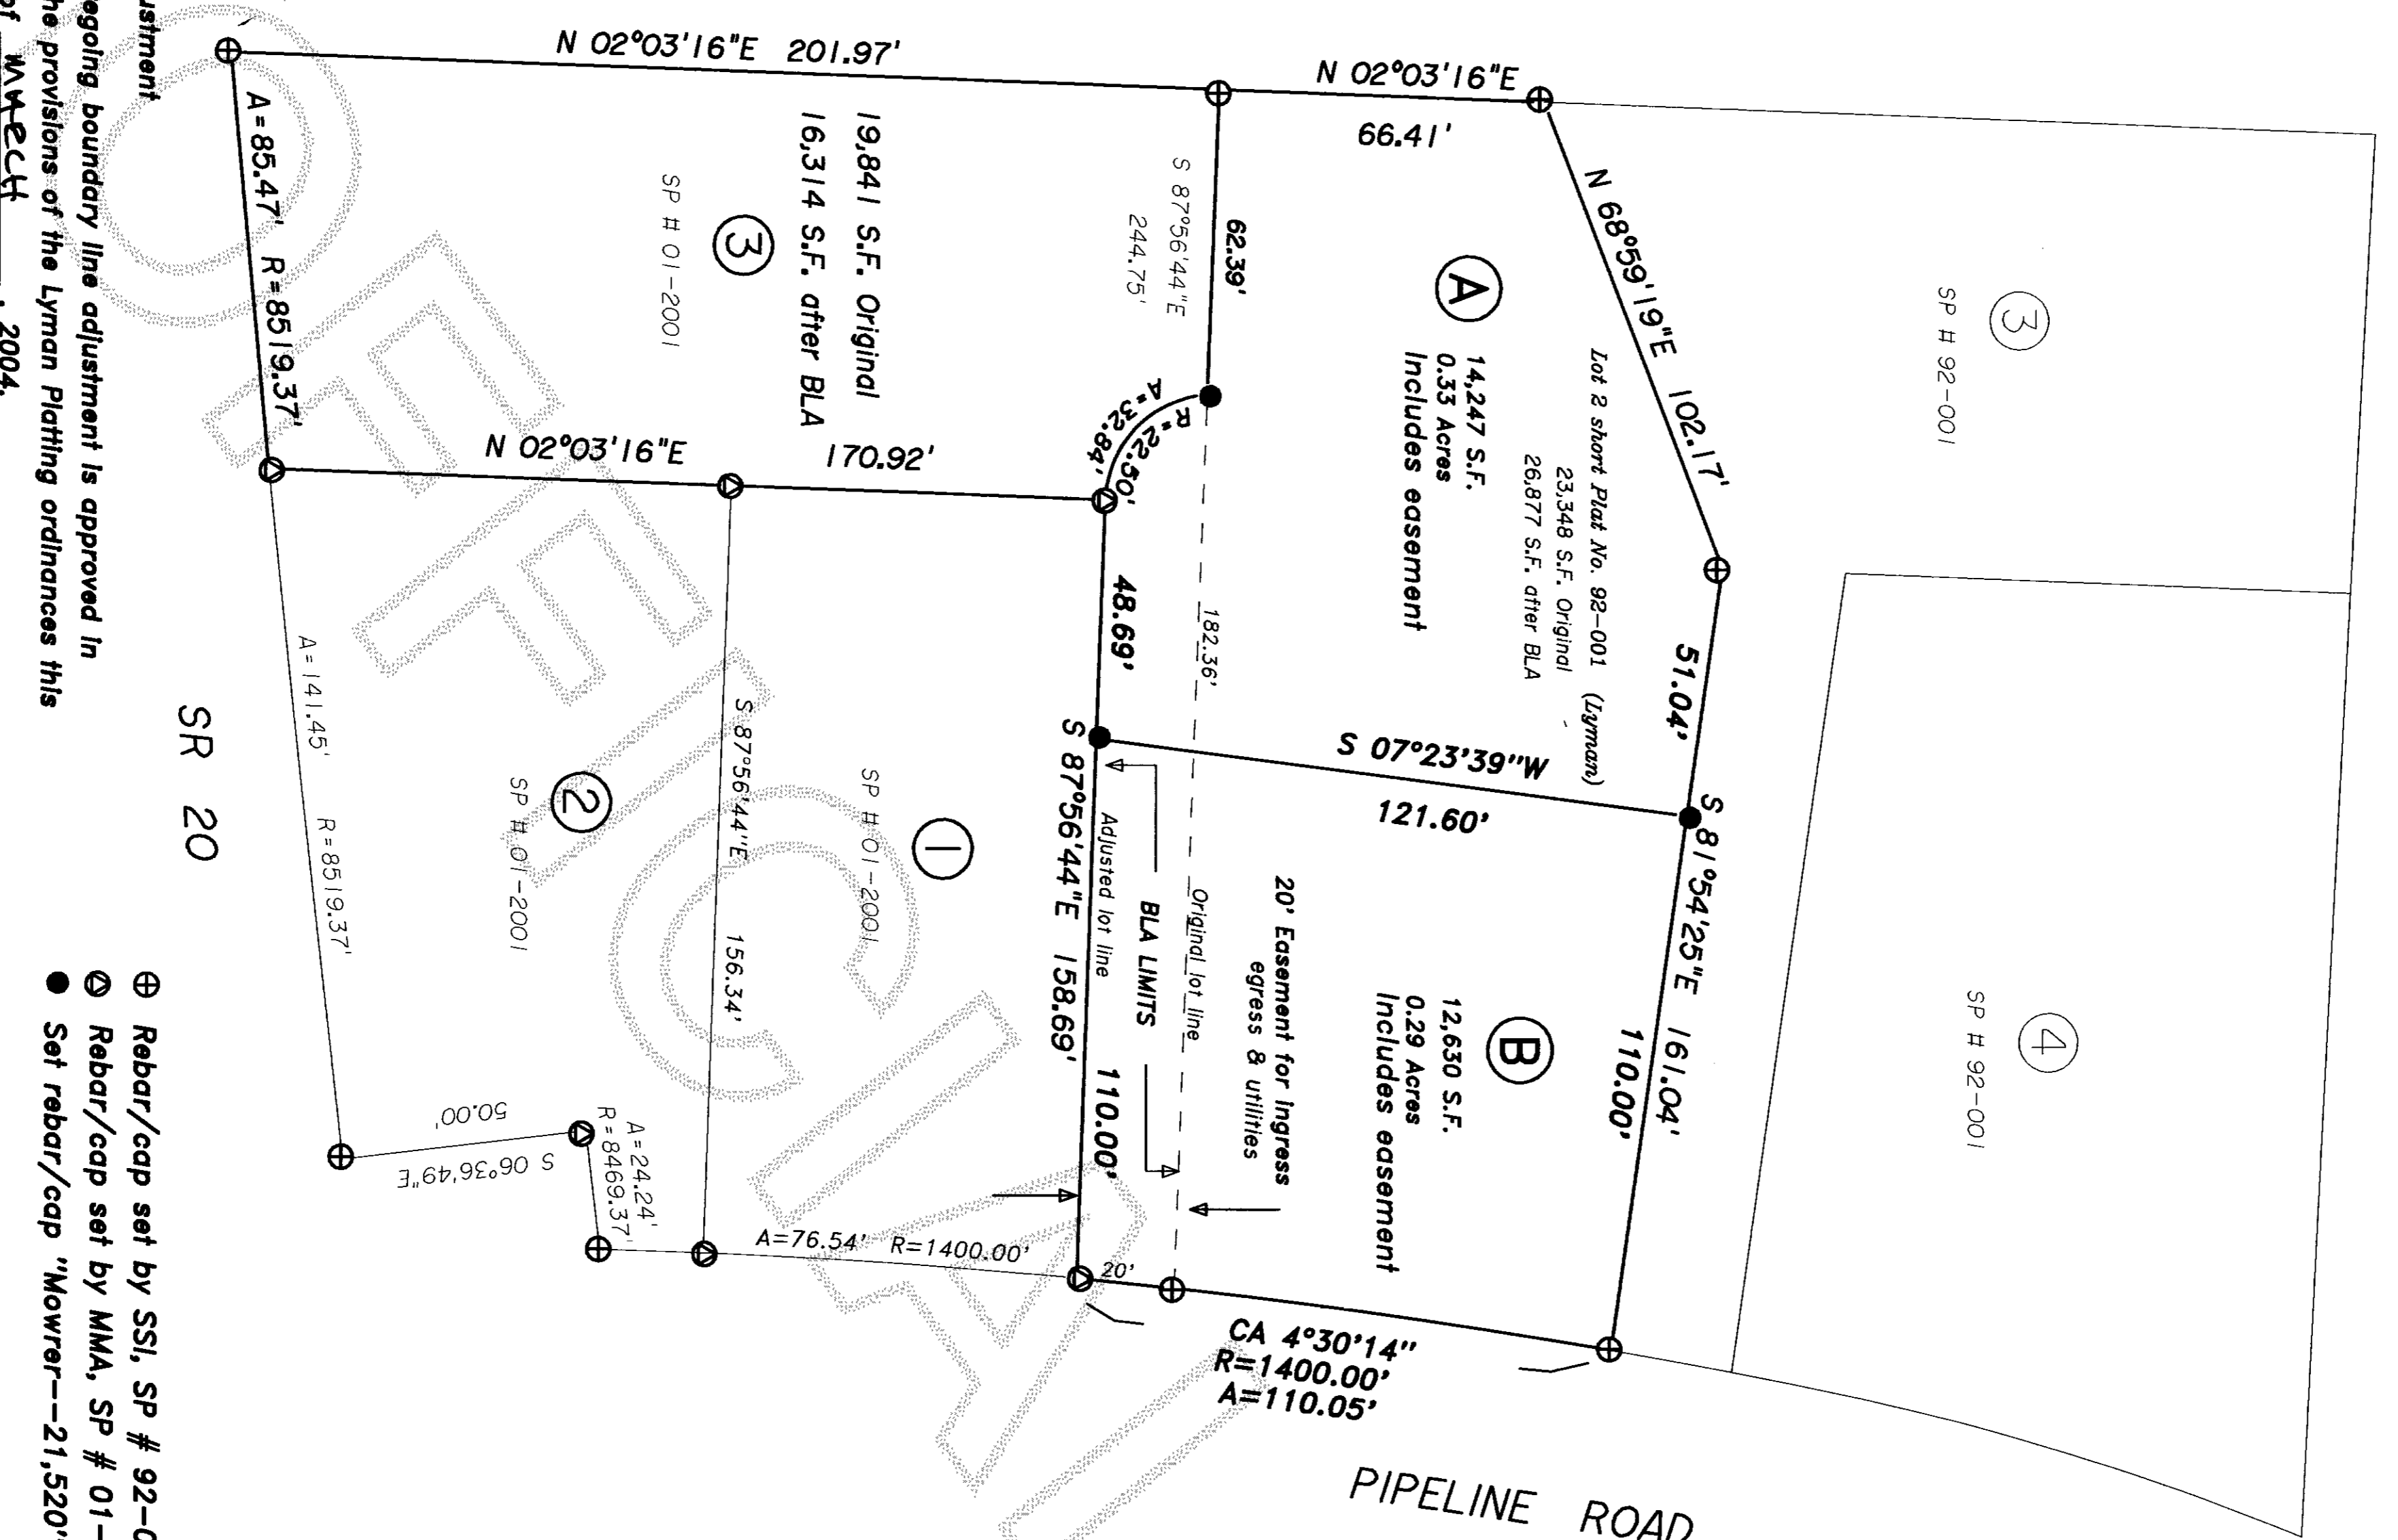 N 02°03'16"E 201.97'
N 02°03'16"E
66.41'
N 68°59'19"E 102.17'
3
SP # 92-001
4
SP # 92-001
51.04'
S 81°54'25"E 161.04'
110.00'
A
14,247 S.F.
0.33 Acres
Includes easement
Lot 2 short Plat No. 92-001 (Lyman)
23,348 S.F. Original
26,877 S.F. after BLA
62.39'
S 87°56'44"E
244.75'
182.36'
R=22.50'
A=32.84'
S 07°23'39"W
121.60'
B
12,630 S.F.
0.29 Acres
Includes easement
20' Easement for ingress
egress & utilities
Original lot line
BLA LIMITS
Adjusted lot line
48.69'
S 87°56'44"E 158.69'
110.00'
20'
CA 4°30'14"
R=1400.00'
A=110.05'
PIPELINE ROAD
19,841 S.F. Original
16,314 S.F. after BLA
3
SP # 01-2001
A=85.47' R=8519.37'
N 02°03'16"E
170.92'
1
SP # 01-2001
S 87°56'44"E 156.34'
2
SP # 01-2001
A=141.45' R=8519.37'
A=76.54' R=1400.00'
A=24.24'
R=8469.37'
S 06°36'49"E
50.00'
SR 20
ustment
egoing boundary line adjustment is approved in
he provisions of the Lyman Platting ordinances this
of MARCH , 2004.
Rebar/cap set by SSI, SP # 92-0
Rebar/cap set by MMA, SP # 01-
Set rebar/cap "Mowrer--21,520"
OFFICIAL